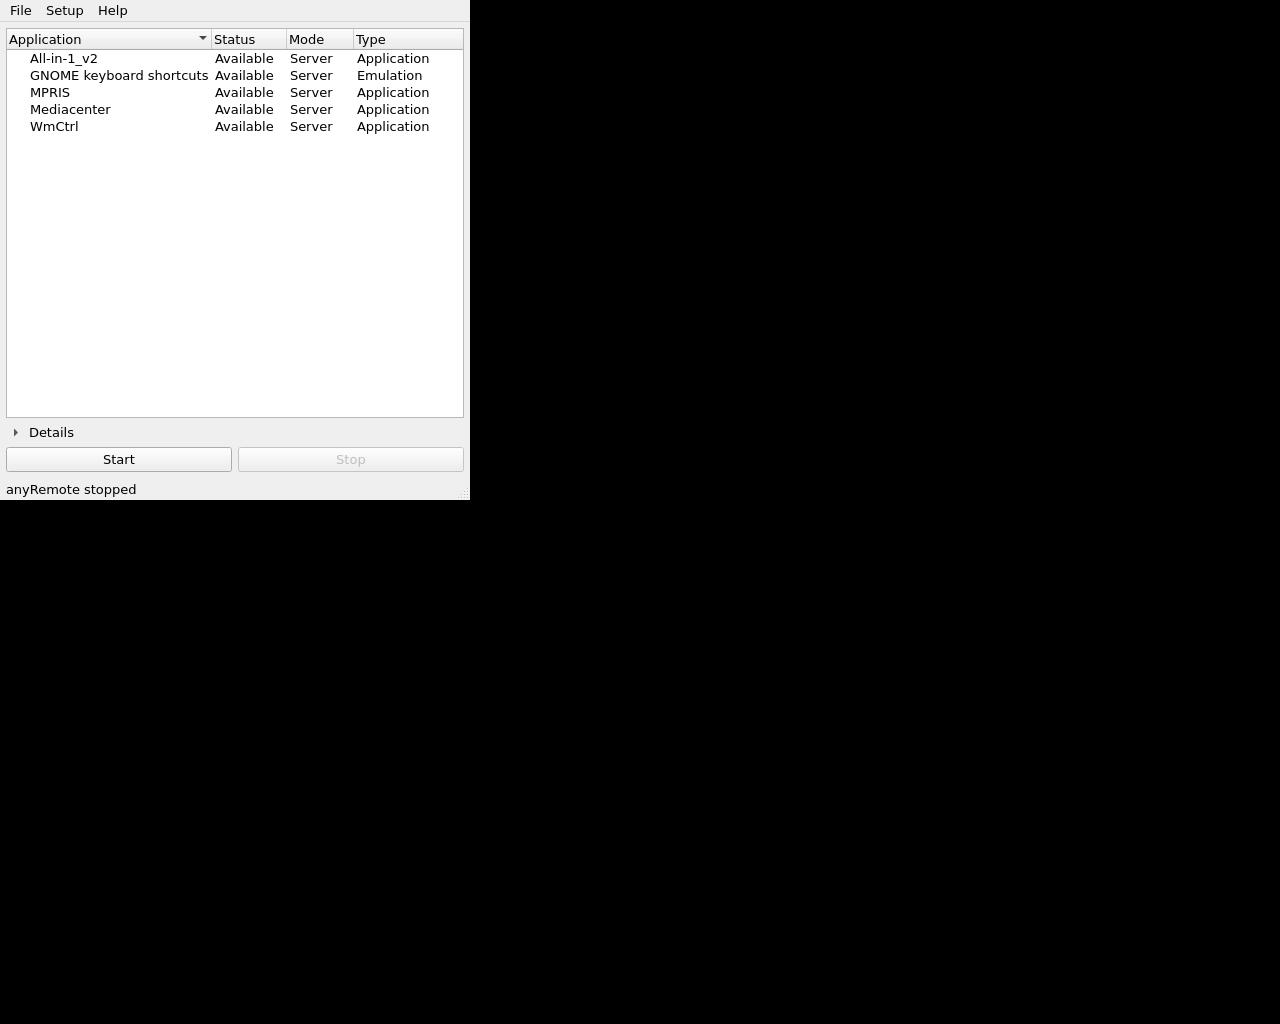 File Setup Help
Application Status Mode Type
All-in-1_v2 Available Server Application
GNOME keyboard shortcuts Available Server Emulation
MPRIS Available Server Application
Mediacenter Available Server Application
WmCtrl Available Server Application
Details
Start Stop
anyRemote stopped